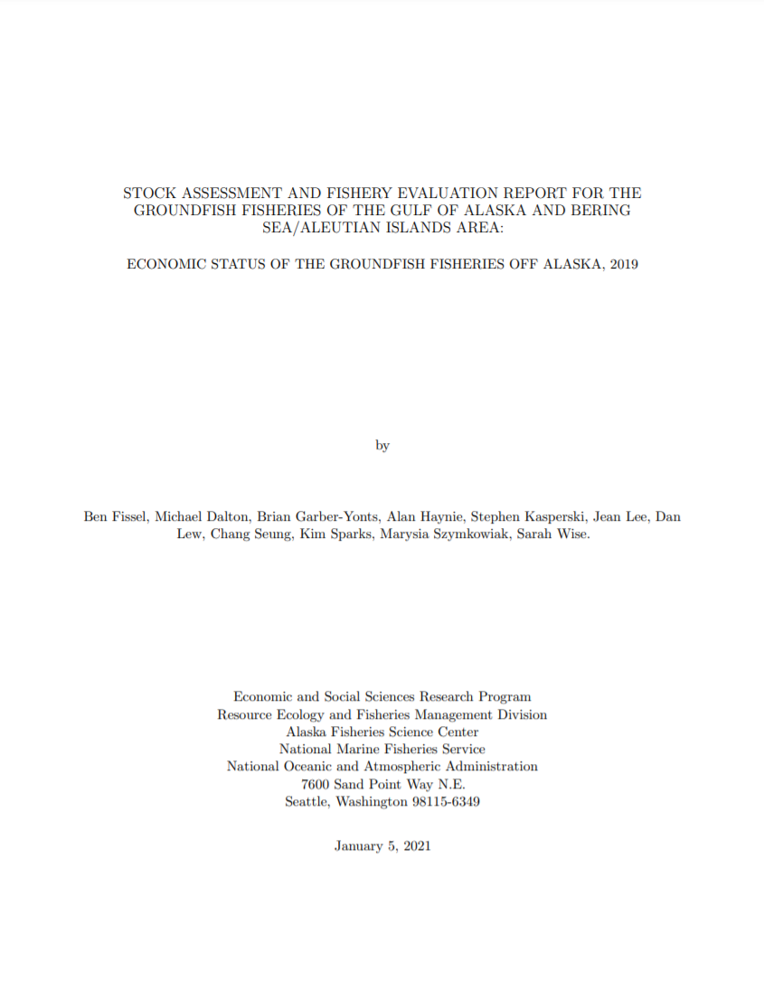 STOCK ASSESSMENT AND FISHERY EVALUATION REPORT FOR THE
GROUNDFISH FISHERIES OF THE GULF OF ALASKA AND BERING
SEA/ALEUTIAN ISLANDS AREA:
ECONOMIC STATUS OF THE GROUNDFISH FISHERIES OFF ALASKA, 2019
by
Ben Fissel, Michael Dalton, Brian Garber-Yonts, Alan Haynie, Stephen Kasperski, Jean Lee, Dan
Lew, Chang Seung, Kim Sparks, Marysia Szymkowiak, Sarah Wise.
Economic and Social Sciences Research Program
Resource Ecology and Fisheries Management Division
Alaska Fisheries Science Center
National Marine Fisheries Service
National Oceanic and Atmospheric Administration
7600 Sand Point Way N.E.
Seattle, Washington 98115-6349
January 5, 2021